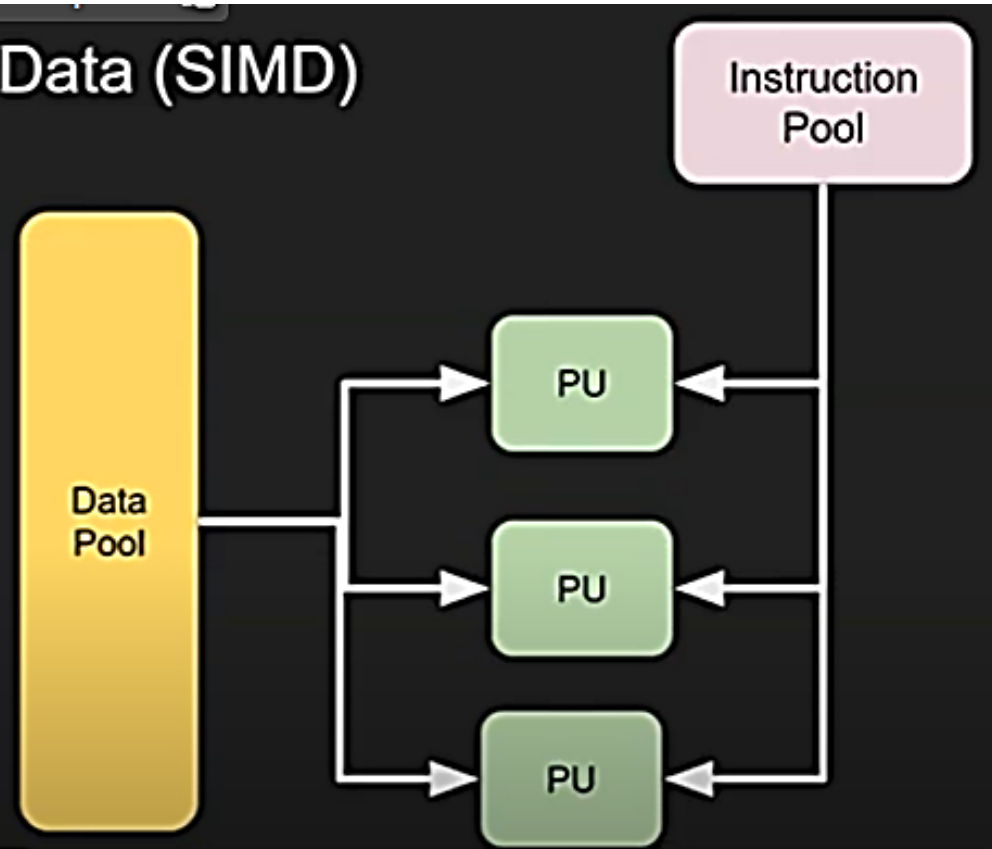 Data (SIMD)
Instruction
Pool
Data
Pool
PU
PU
PU